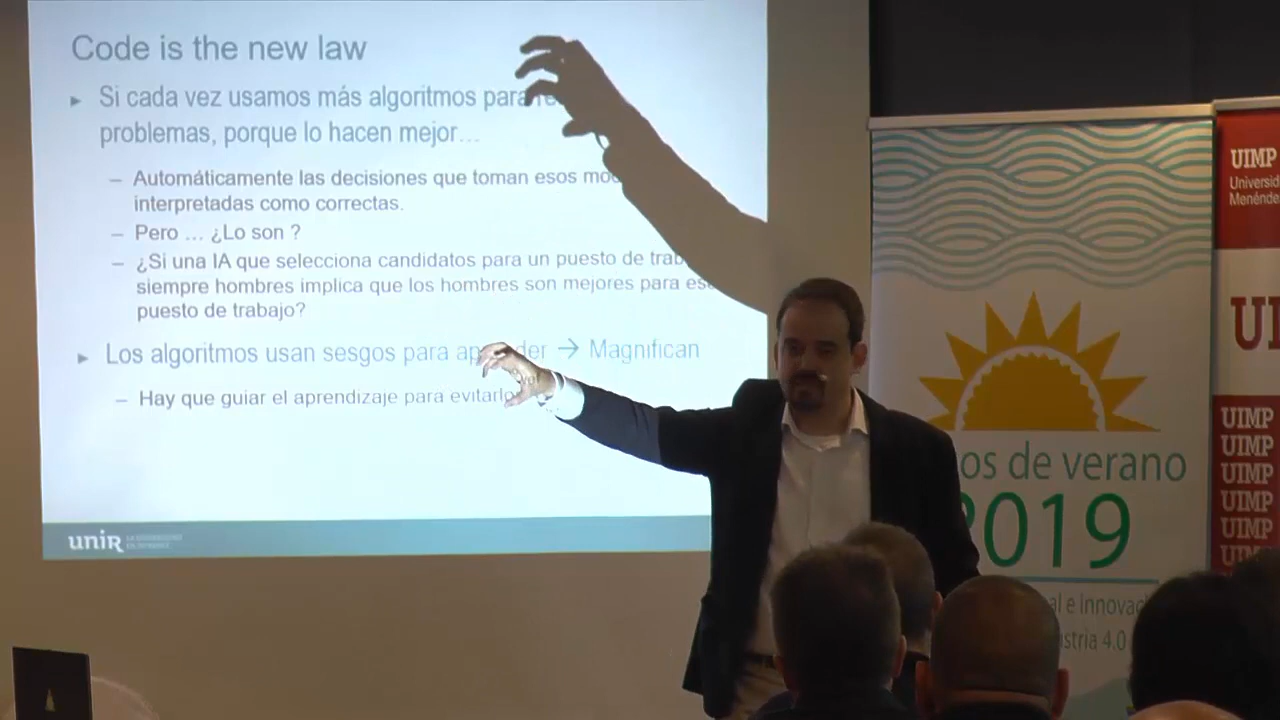 Code is the new law
Si cada vez usamos más algoritmos para
problemas, porque lo hacen mejor…
– Automáticamente las decisiones que toman esos
interpretadas como correctas.
– Pero … ¿Lo son ?
– ¿Si una IA que selecciona candidatos para un puesto de
siempre hombres implica que los hombres son mejores para
puesto de trabajo?
Los algoritmos usan sesgos para → Magnifican
– Hay que guiar el aprendizaje para
unir
UIMP
os de verano
2019
UIMP
UIMP
UIMP
UIMP
UIMP